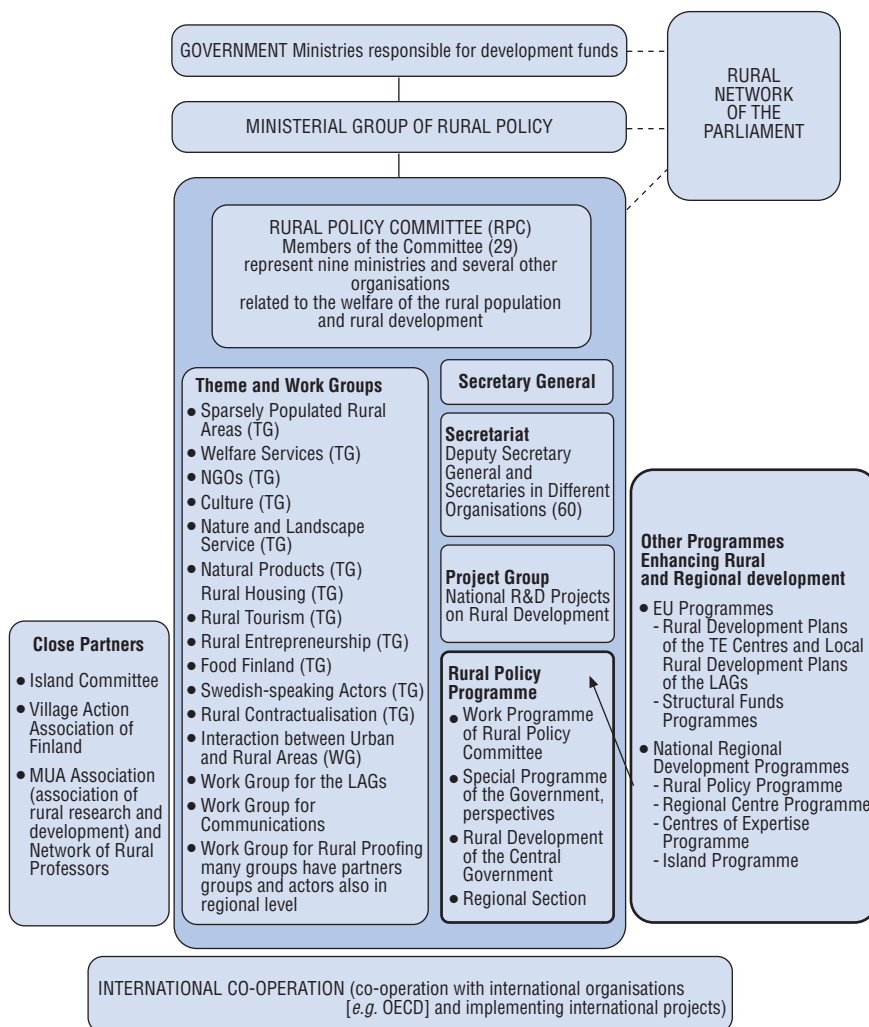 GOVERNMENT Ministries responsible for development funds
RURAL
NETWORK
OF THE
PARLIAMENT
MINISTERIAL GROUP OF RURAL POLICY
RURAL POLICY COMMITTEE (RPC)
Members of the Committee (29)
represent nine ministries and several other
organisations
related to the welfare of the rural population
and rural development
Theme and Work Groups
● Sparsely Populated Rural
Areas (TG)
● Welfare Services (TG)
● NGOs (TG)
● Culture (TG)
● Nature and Landscape
Service (TG)
● Natural Products (TG)
Rural Housing (TG)
● Rural Tourism (TG)
● Rural Entrepreneurship (TG)
● Food Finland (TG)
● Swedish-speaking Actors (TG)
● Rural Contractualisation (TG)
● Interaction between Urban
and Rural Areas (WG)
● Work Group for the LAGs
● Work Group for
Communications
● Work Group for Rural Proofing
many groups have partners
groups and actors also in
regional level
Secretary General
Secretariat
Deputy Secretary
General and
Secretaries in Different
Organisations (60)
Project Group
National R&D Projects
on Rural Development
Rural Policy
Programme
● Work Programme
of Rural Policy
Committee
● Special Programme
of the Government,
perspectives
● Rural Development
of the Central
Government
● Regional Section
Close Partners
● Island Committee
● Village Action
Association of
Finland
● MUA Association
(association of
rural research and
development) and
Network of Rural
Professors
Other Programmes
Enhancing Rural
and Regional development
● EU Programmes
- Rural Development Plans
of the TE Centres and Local
Rural Development Plans
of the LAGs
- Structural Funds
Programmes
● National Regional
Development Programmes
- Rural Policy Programme
- Regional Centre Programme
- Centres of Expertise
Programme
- Island Programme
INTERNATIONAL CO-OPERATION (co-operation with international organisations
[e.g. OECD] and implementing international projects)